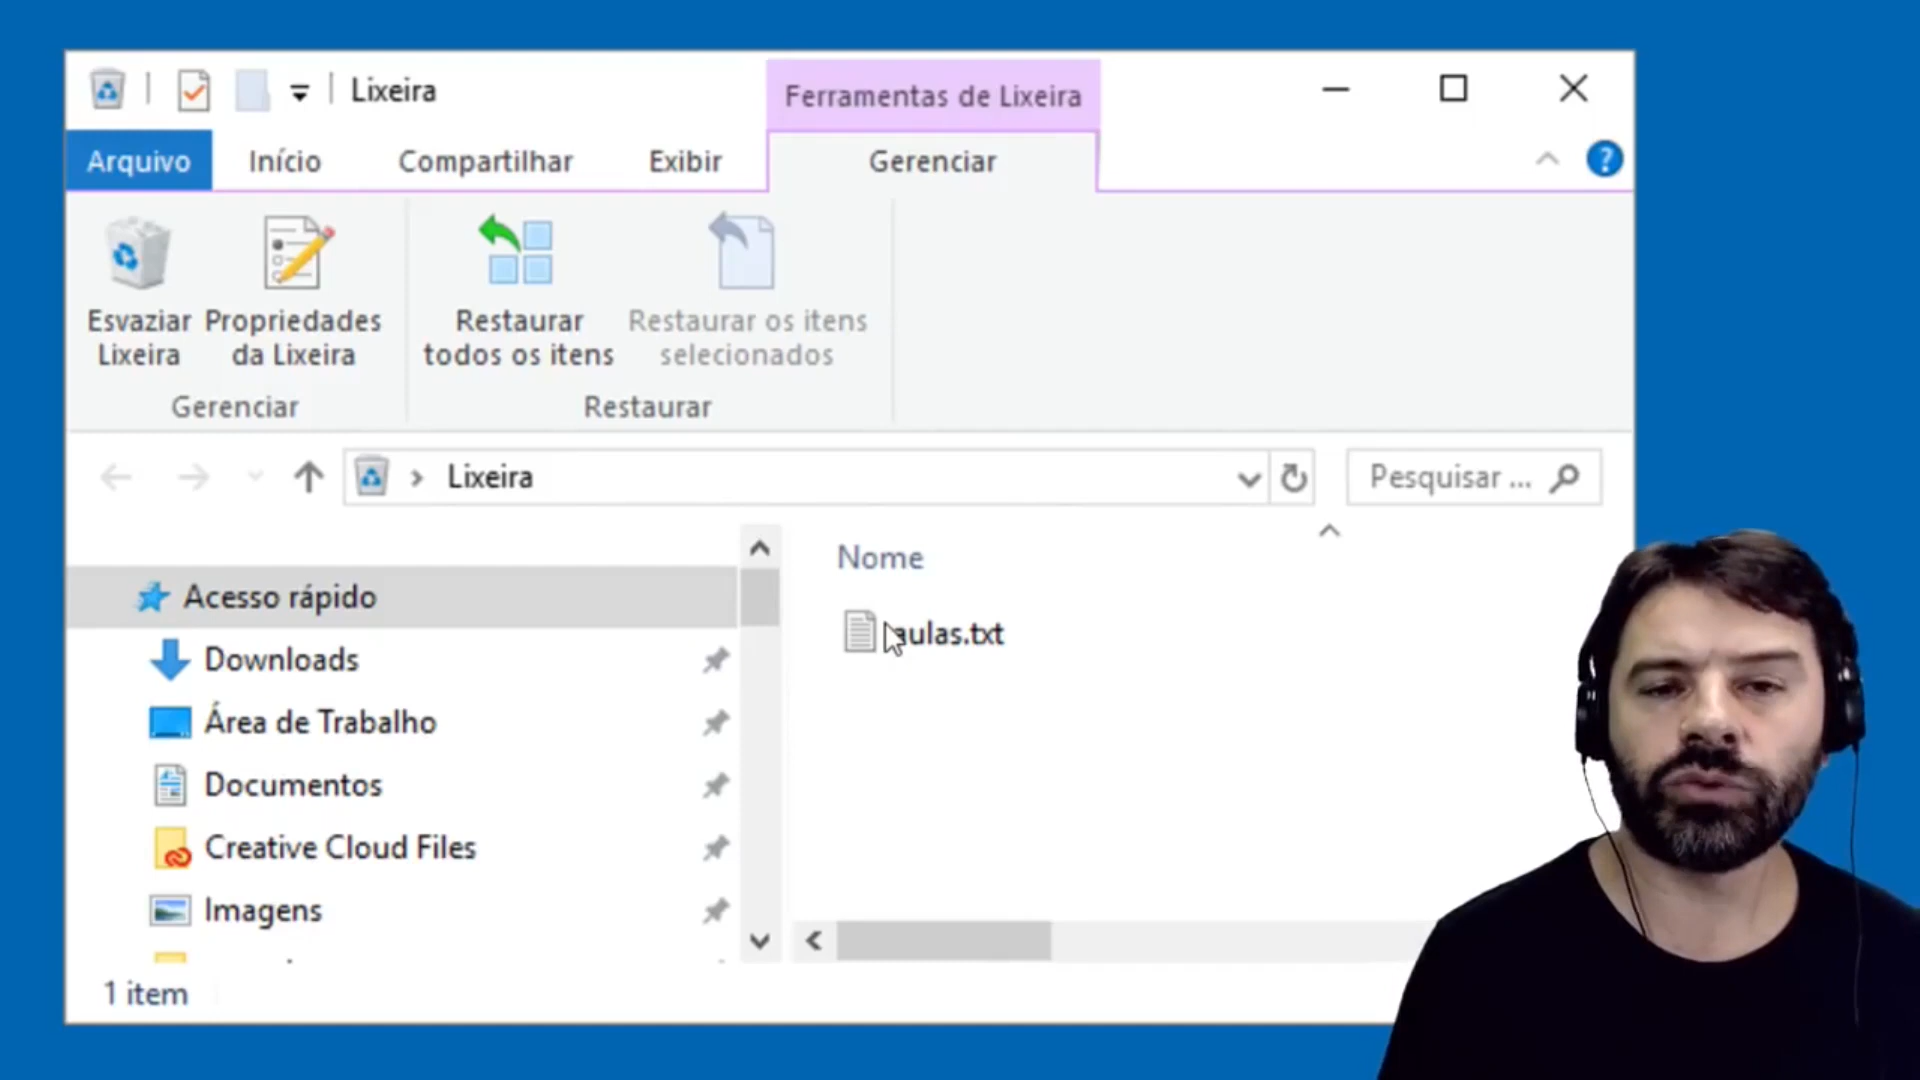 Lixeira
Ferramentas de Lixeira
Arquivo
Início
Compartilhar
Exibir
Gerenciar
?
Esvaziar
Lixeira
Propriedades
da Lixeira
Restaurar
todos os itens
Restaurar os itens
selecionados
Gerenciar
Restaurar
Lixeira
Pesquisar ...
Acesso rápido
Downloads
Área de Trabalho
Documentos
Creative Cloud Files
Imagens
Nome
aulas.txt
1 item